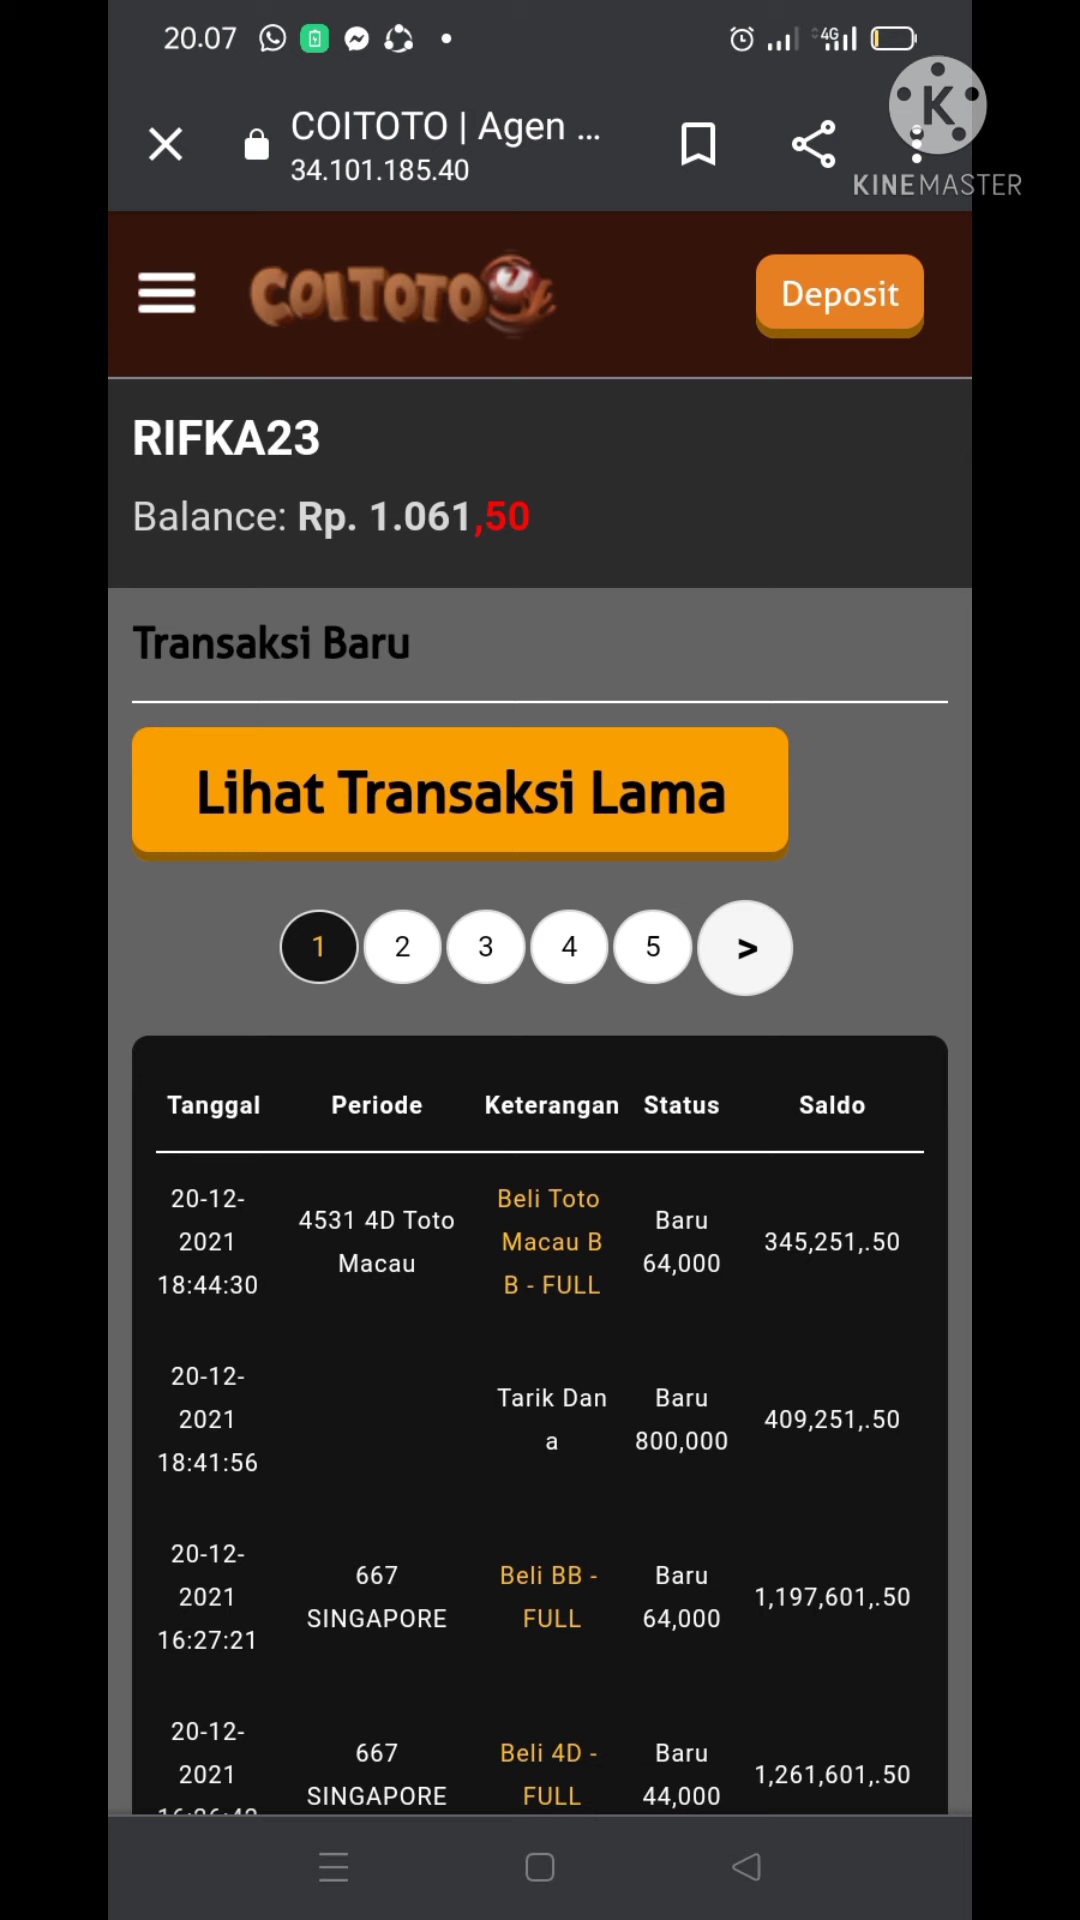 20.07
4G
COITOTO | Agen ...
34.101.185.40
K
KINEMASTER
COITOTO
Deposit
RIFKA23
Balance: Rp. 1.061,50
Transaksi Baru
Lihat Transaksi Lama
1 2 3 4 5 >
Tanggal Periode Keterangan Status Saldo
20-12-
2021
18:44:30
4531 4D Toto
Macau
Beli Toto
Macau B
B - FULL
Baru
64,000
345,251,.50
20-12-
2021
18:41:56
Tarik Dan
a
Baru
800,000
409,251,.50
20-12-
2021
16:27:21
667
SINGAPORE
Beli BB -
FULL
Baru
64,000
1,197,601,.50
20-12-
2021
667
SINGAPORE
Beli 4D -
FULL
Baru
44,000
1,261,601,.50